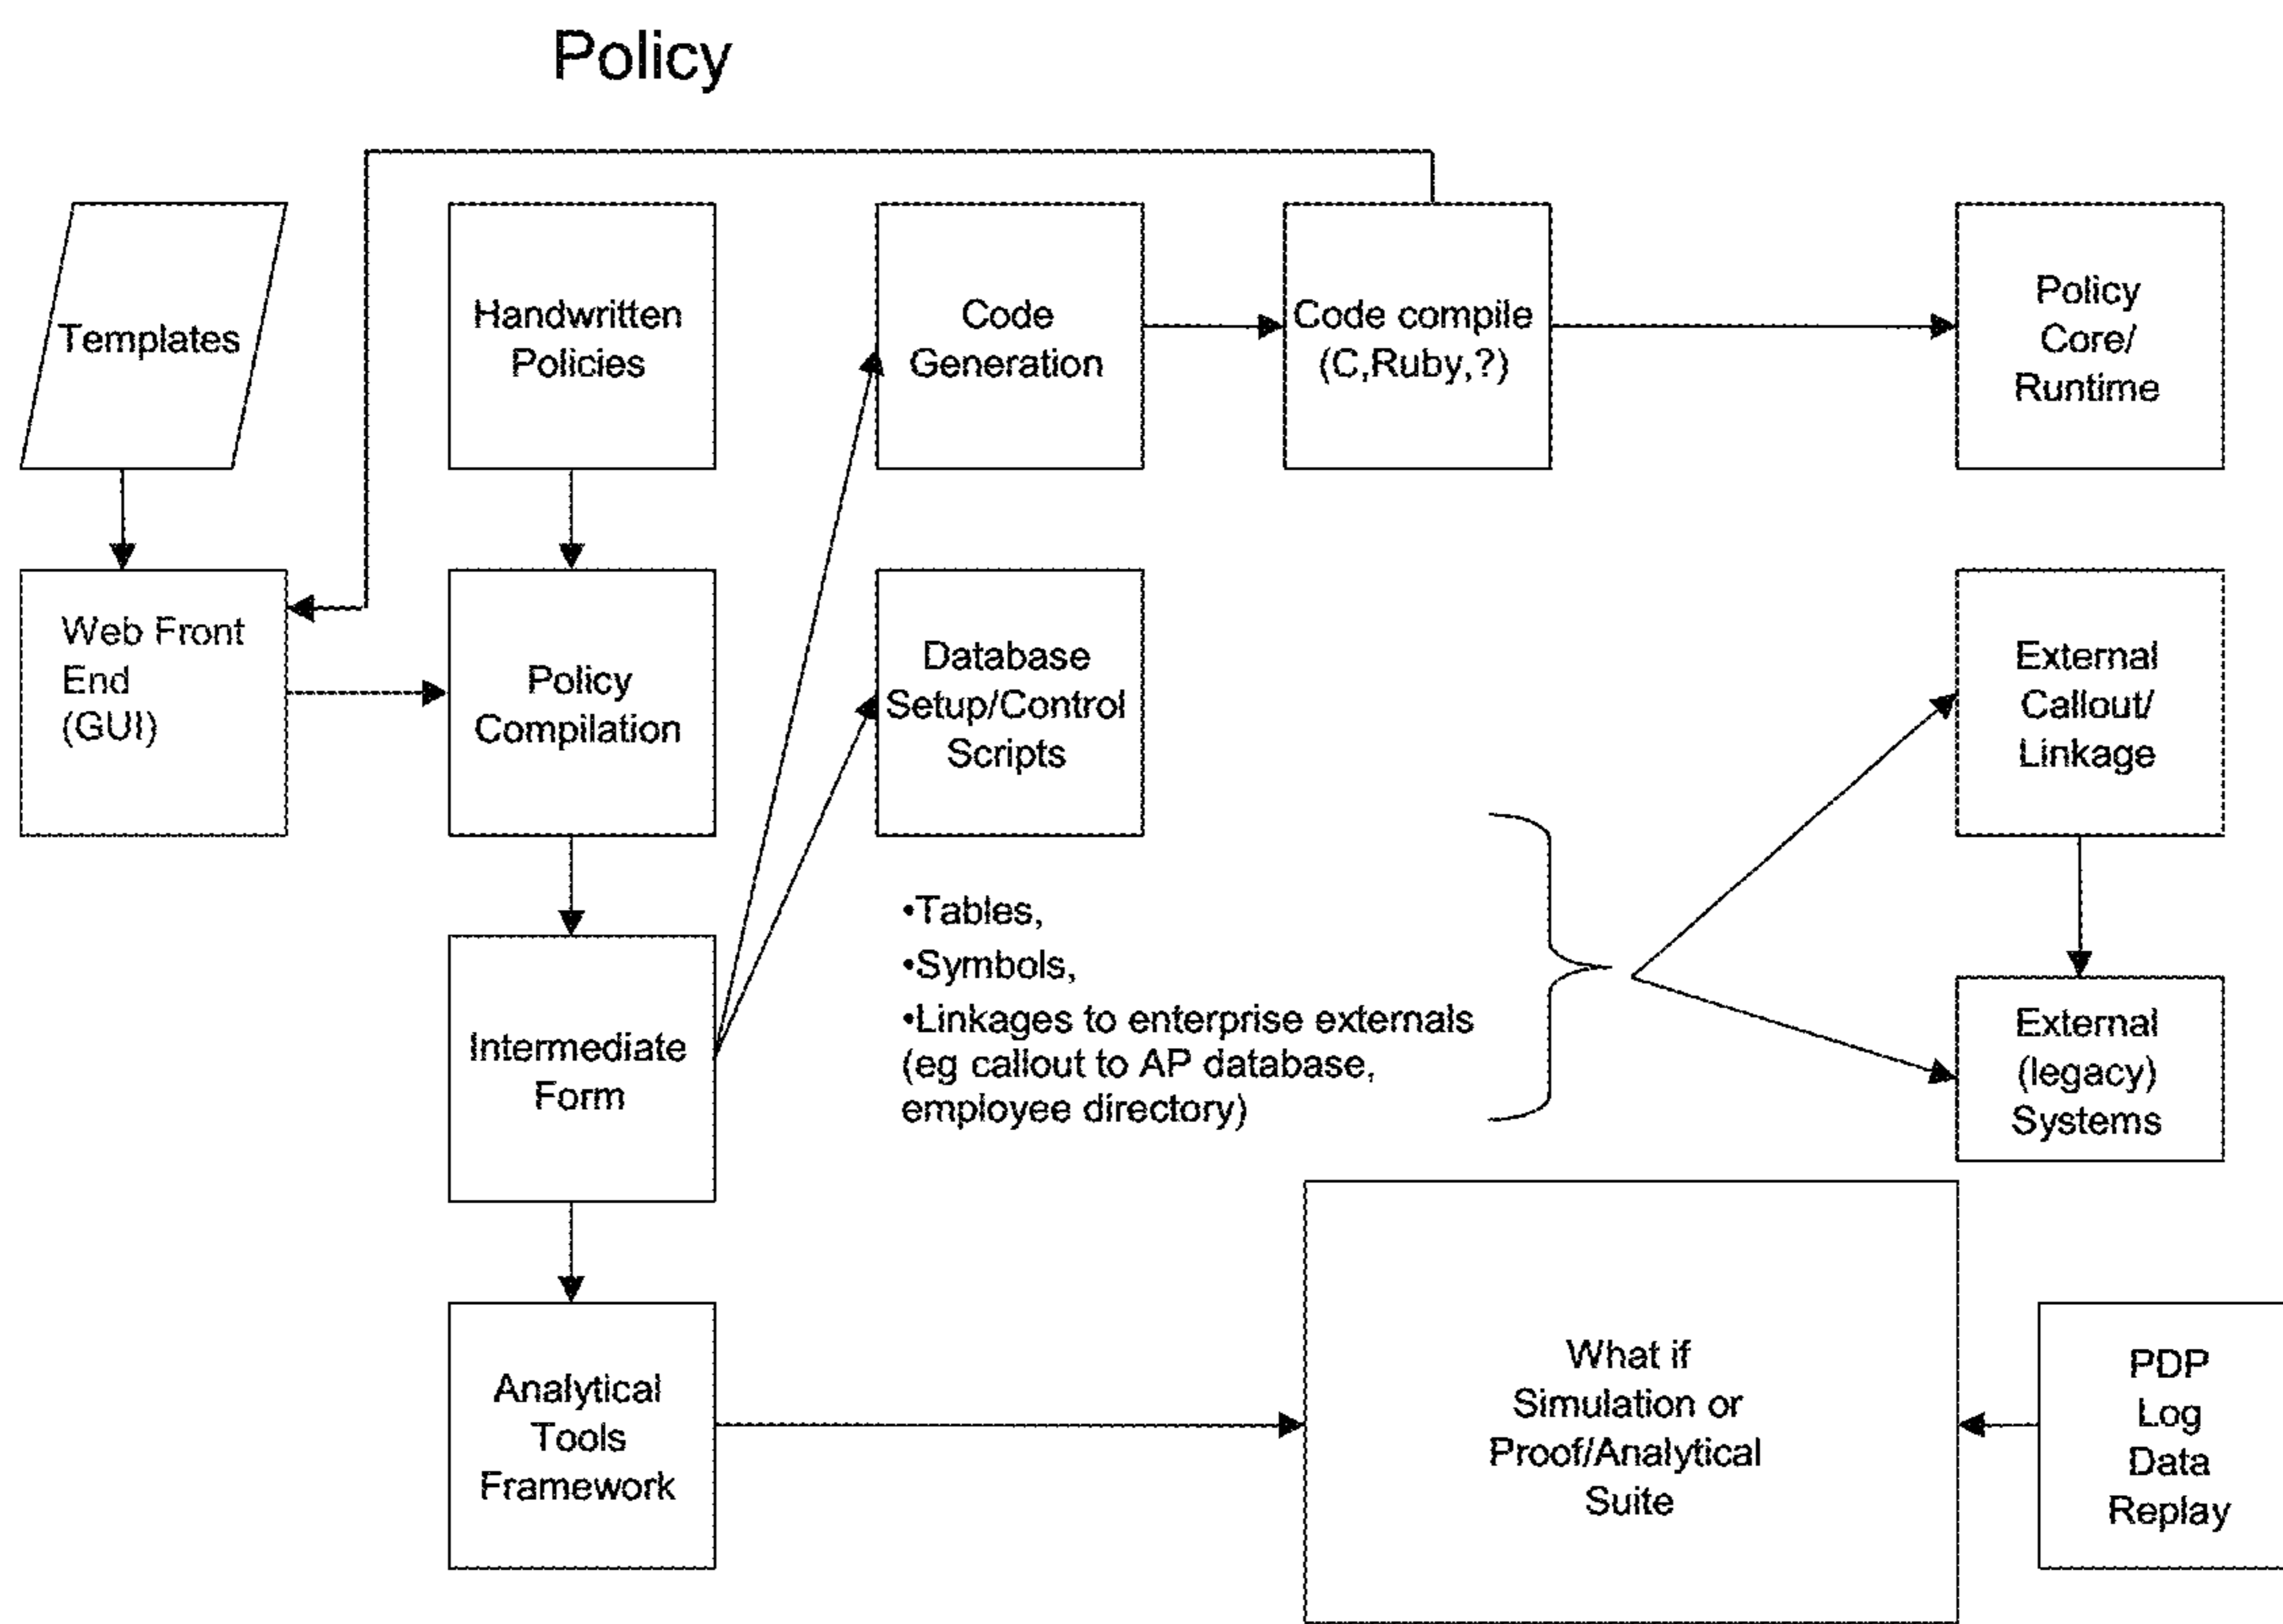 Policy
Templates
Handwritten
Policies
Code
Generation
Code compile
(C,Ruby,?)
Policy
Core/
Runtime
Web Front
End
(GUI)
Policy
Compilation
Database
Setup/Control
Scripts
External
Callout/
Linkage
•Tables,
•Symbols,
•Linkages to enterprise externals
(eg callout to AP database,
employee directory)
Intermediate
Form
External
(legacy)
Systems
Analytical
Tools
Framework
What if
Simulation or
Proof/Analytical
Suite
PDP
Log
Data
Replay